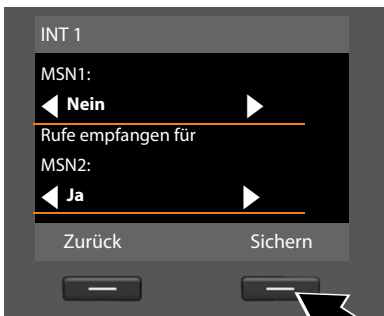 INT 1
MSN1:
Nein
Rufe empfangen für
MSN2:
Ja
Zurück Sichern